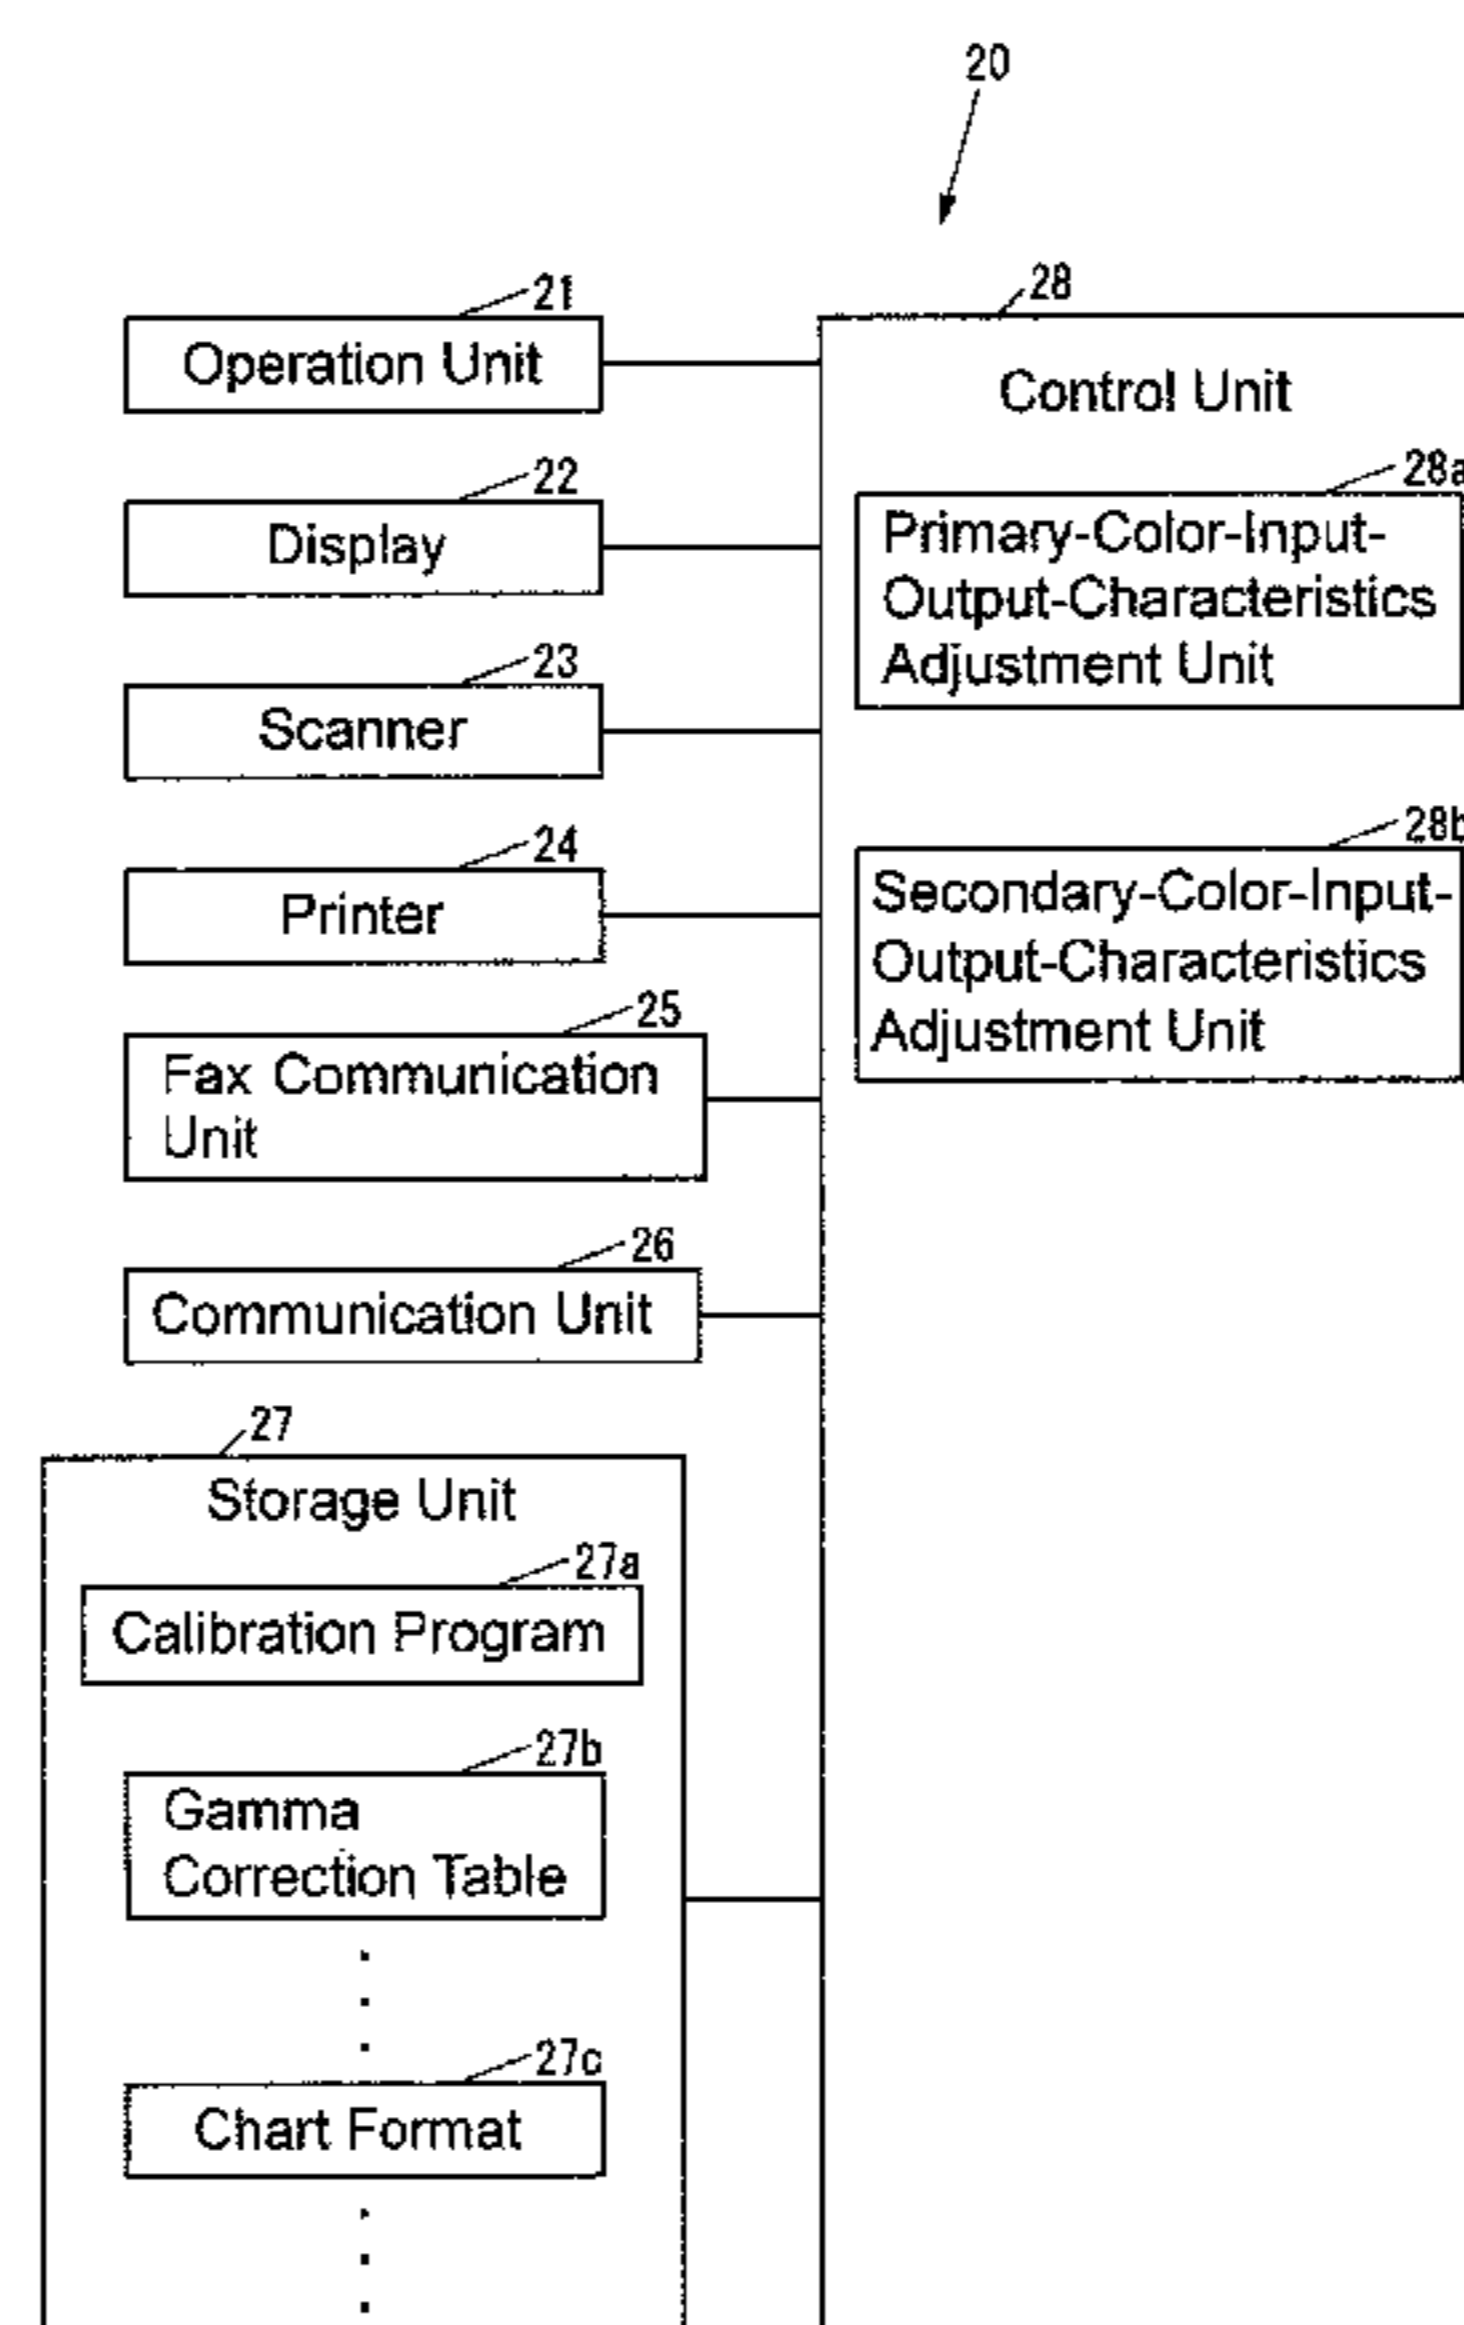 20
21
Operation Unit
22
Display
23
Scanner
24
Printer
25
Fax Communication
Unit
26
Communication Unit
27
Storage Unit
27a
Calibration Program
27b
Gamma
Correction Table
27c
Chart Format
28
Control Unit
28a
Primary-Color-Input-
Output-Characteristics
Adjustment Unit
28b
Secondary-Color-Input-
Output-Characteristics
Adjustment Unit